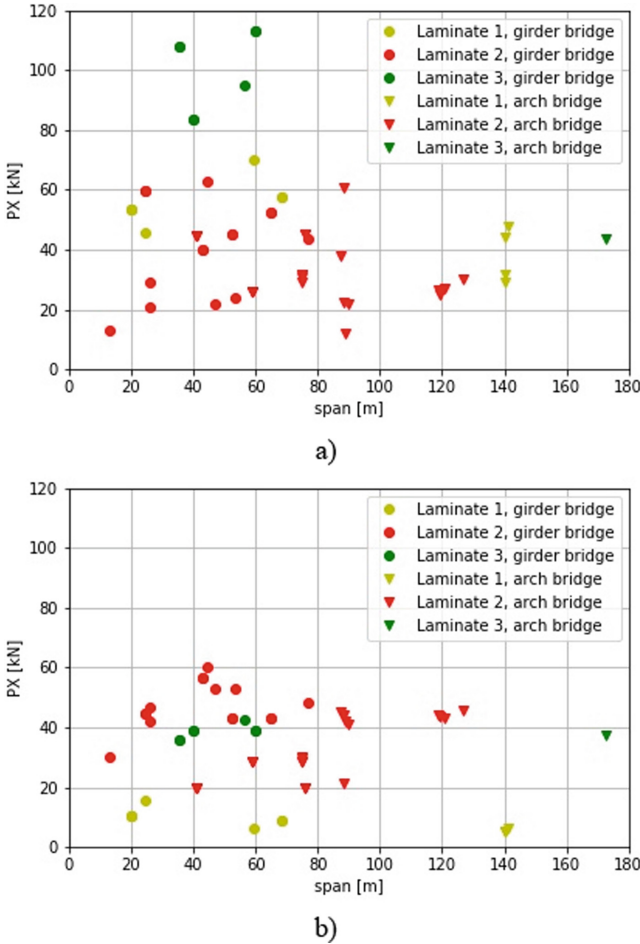 120
100
80
60
40
20
0
PX [kN]
Laminate 1, girder bridge
Laminate 2, girder bridge
Laminate 3, girder bridge
Laminate 1, arch bridge
Laminate 2, arch bridge
Laminate 3, arch bridge
0 20 40 60 80 100 120 140 160 180
span [m]
a)
120
100
80
60
40
20
0
PX [kN]
Laminate 1, girder bridge
Laminate 2, girder bridge
Laminate 3, girder bridge
Laminate 1, arch bridge
Laminate 2, arch bridge
Laminate 3, arch bridge
0 20 40 60 80 100 120 140 160 180
span [m]
b)